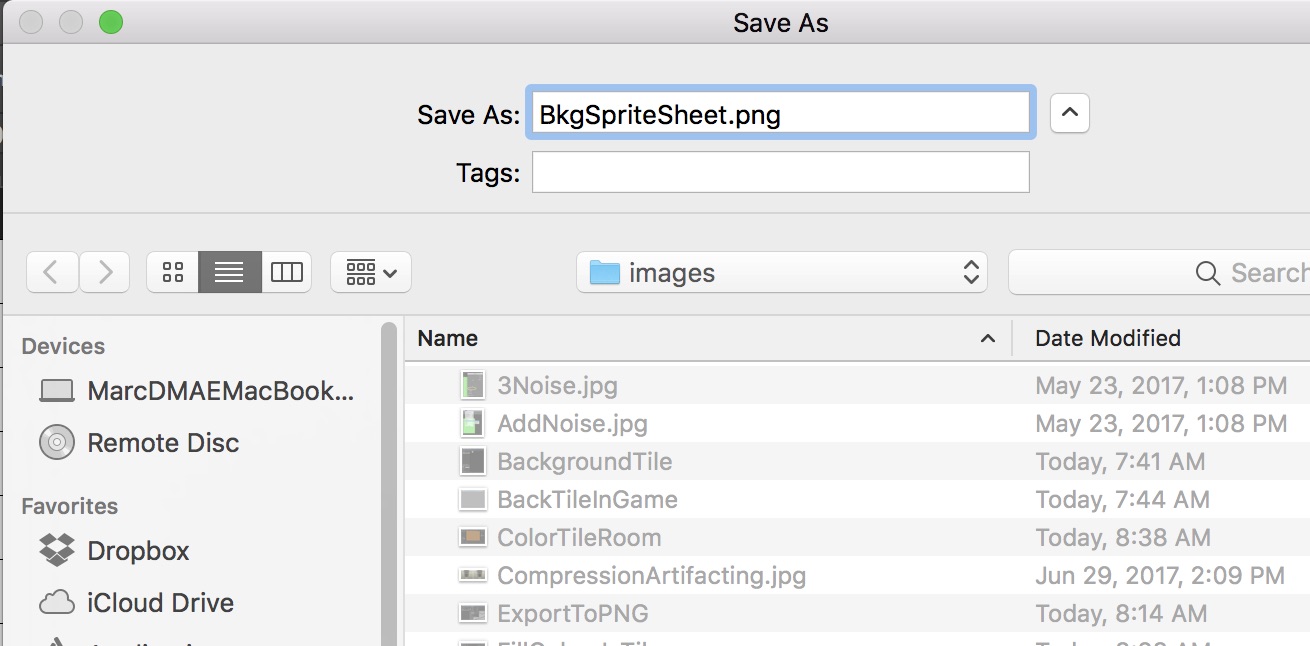 Save As
Save As: BkgSpriteSheet.png
Tags:
images
Search
Devices
MarcDMAEMacBook...
Remote Disc
Favorites
Dropbox
iCloud Drive
Name Date Modified
3Noise.jpg May 23, 2017, 1:08 PM
AddNoise.jpg May 23, 2017, 1:08 PM
BackgroundTile Today, 7:41 AM
BackTileInGame Today, 7:44 AM
ColorTileRoom Today, 8:38 AM
CompressionArtifacting.jpg Jun 29, 2017, 2:09 PM
ExportToPNG Today, 8:14 AM